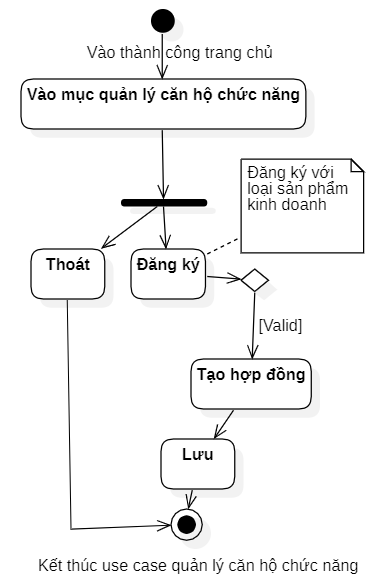 Vào thành công trang chủ
Vào mục quản lý căn hộ chức năng
Đăng ký với
loại sản phẩm
kinh doanh
Thoát
Đăng ký
[Valid]
Tạo hợp đồng
Lưu
Kết thúc use case quản lý căn hộ chức năng